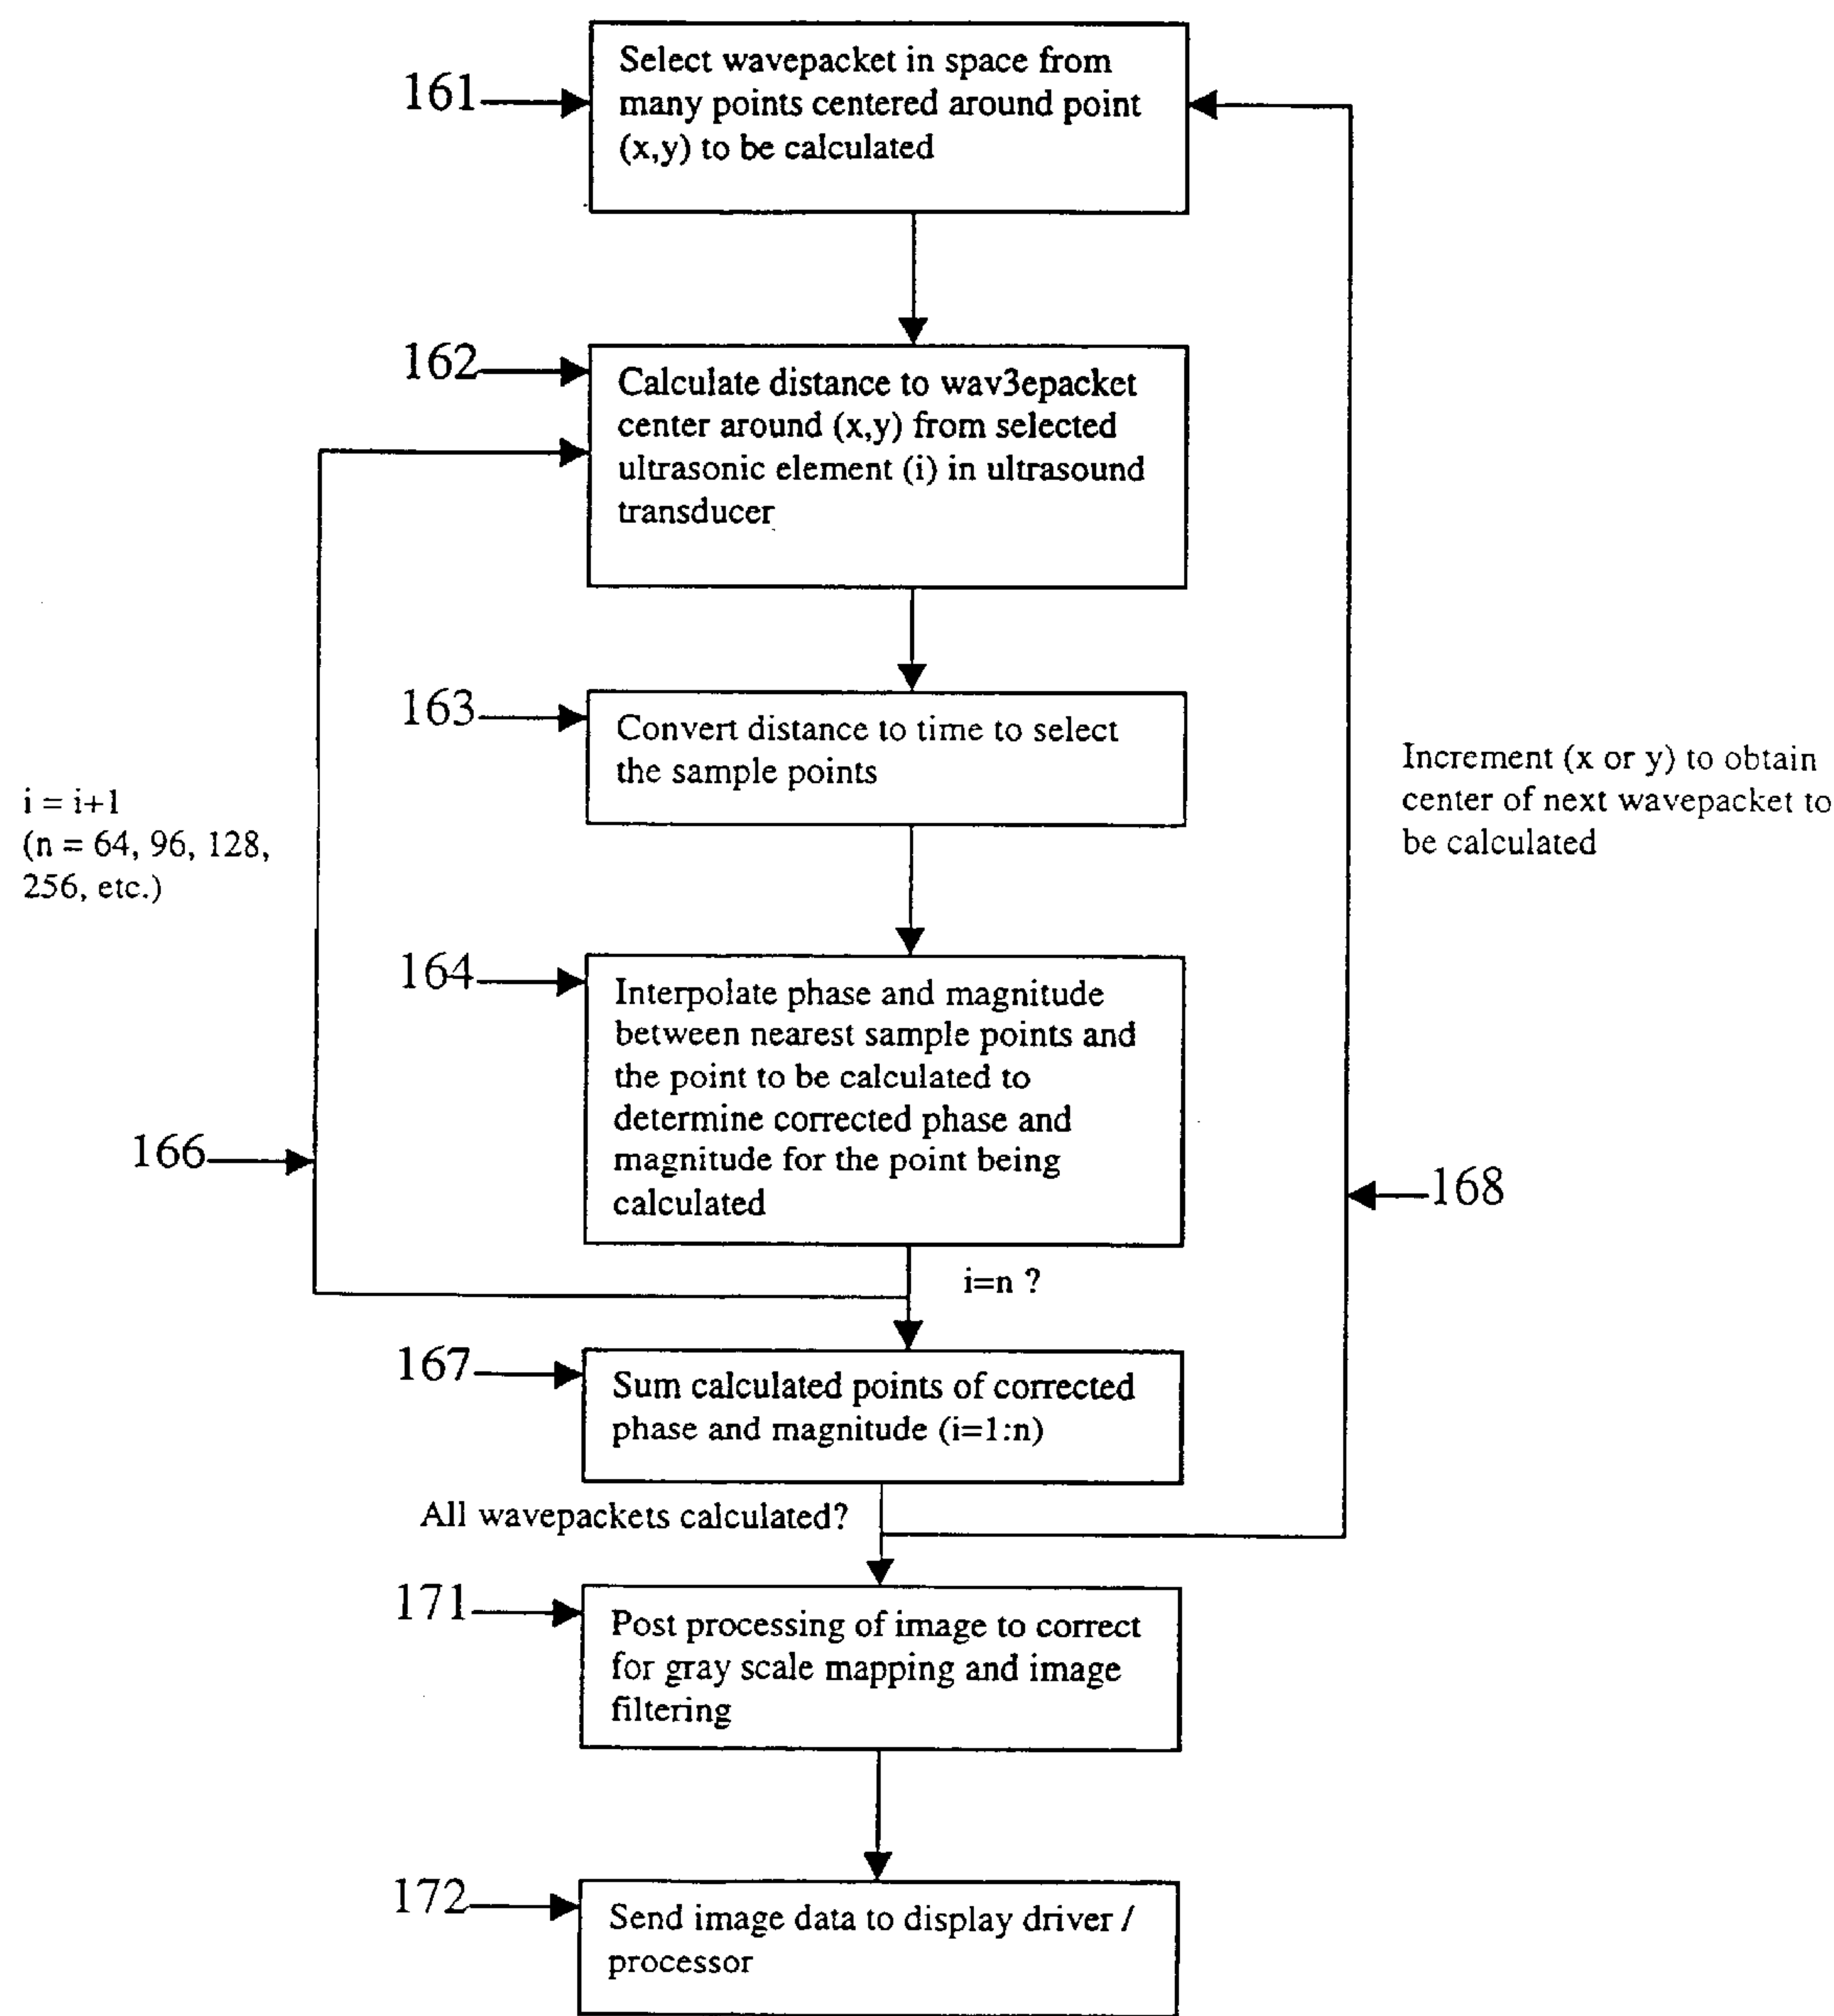 161
Select wavepacket in space from
many points centered around point
(x,y) to be calculated
162
Calculate distance to wav3epacket
center around (x,y) from selected
ultrasonic element (i) in ultrasound
transducer
163
Convert distance to time to select
the sample points
i = i+1
(n = 64, 96, 128,
256, etc.)
Increment (x or y) to obtain
center of next wavepacket to
be calculated
164
Interpolate phase and magnitude
between nearest sample points and
the point to be calculated to
determine corrected phase and
magnitude for the point being
calculated
166
168
i=n ?
167
Sum calculated points of corrected
phase and magnitude (i=1:n)
All wavepackets calculated?
171
Post processing of image to correct
for gray scale mapping and image
filtering
172
Send image data to display driver /
processor